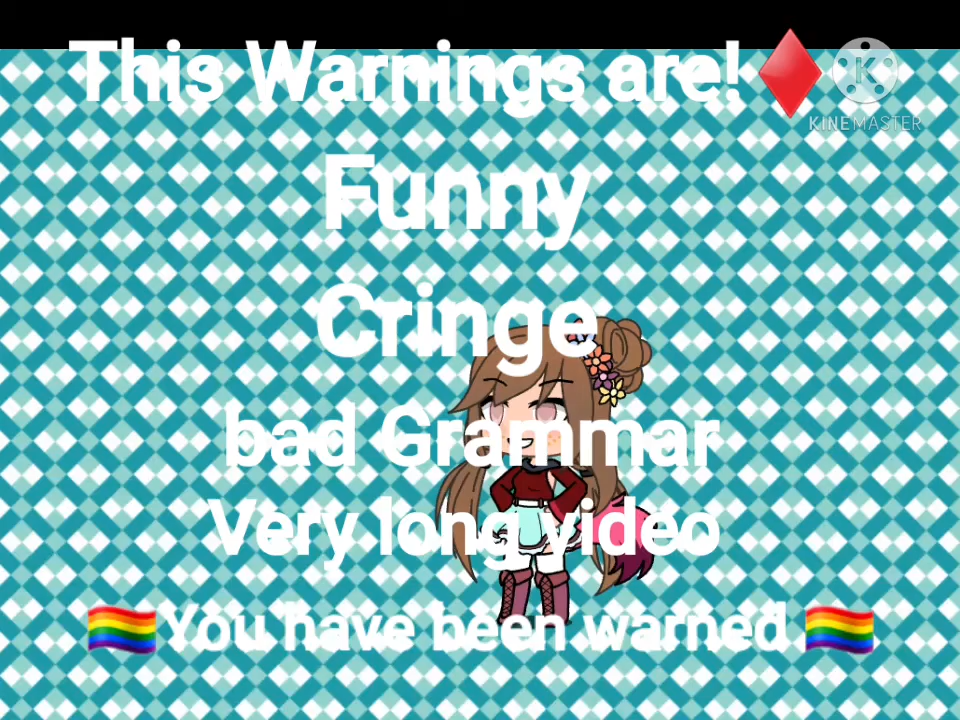 This Warnings are!♦️
K
KINEMASTER
Funny
Cringe
bad Grammar
Very long video
🏳️‍🌈You have been warned 🏳️‍🌈